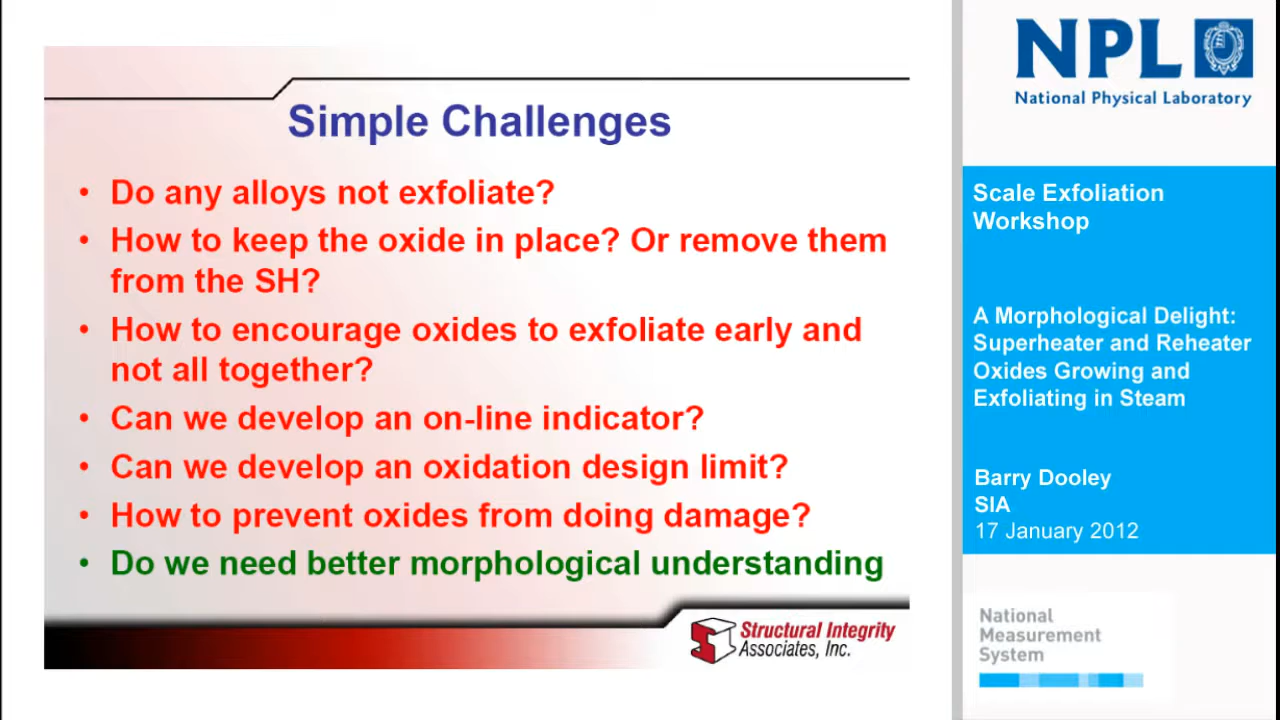 Simple Challenges
• Do any alloys not exfoliate?
• How to keep the oxide in place? Or remove them
from the SH?
• How to encourage oxides to exfoliate early and
not all together?
• Can we develop an on-line indicator?
• Can we develop an oxidation design limit?
• How to prevent oxides from doing damage?
• Do we need better morphological understanding
Structural Integrity
Associates, Inc.
NPL
National Physical Laboratory
Scale Exfoliation
Workshop
A Morphological Delight:
Superheater and Reheater
Oxides Growing and
Exfoliating in Steam
Barry Dooley
SIA
17 January 2012
National
Measurement
System